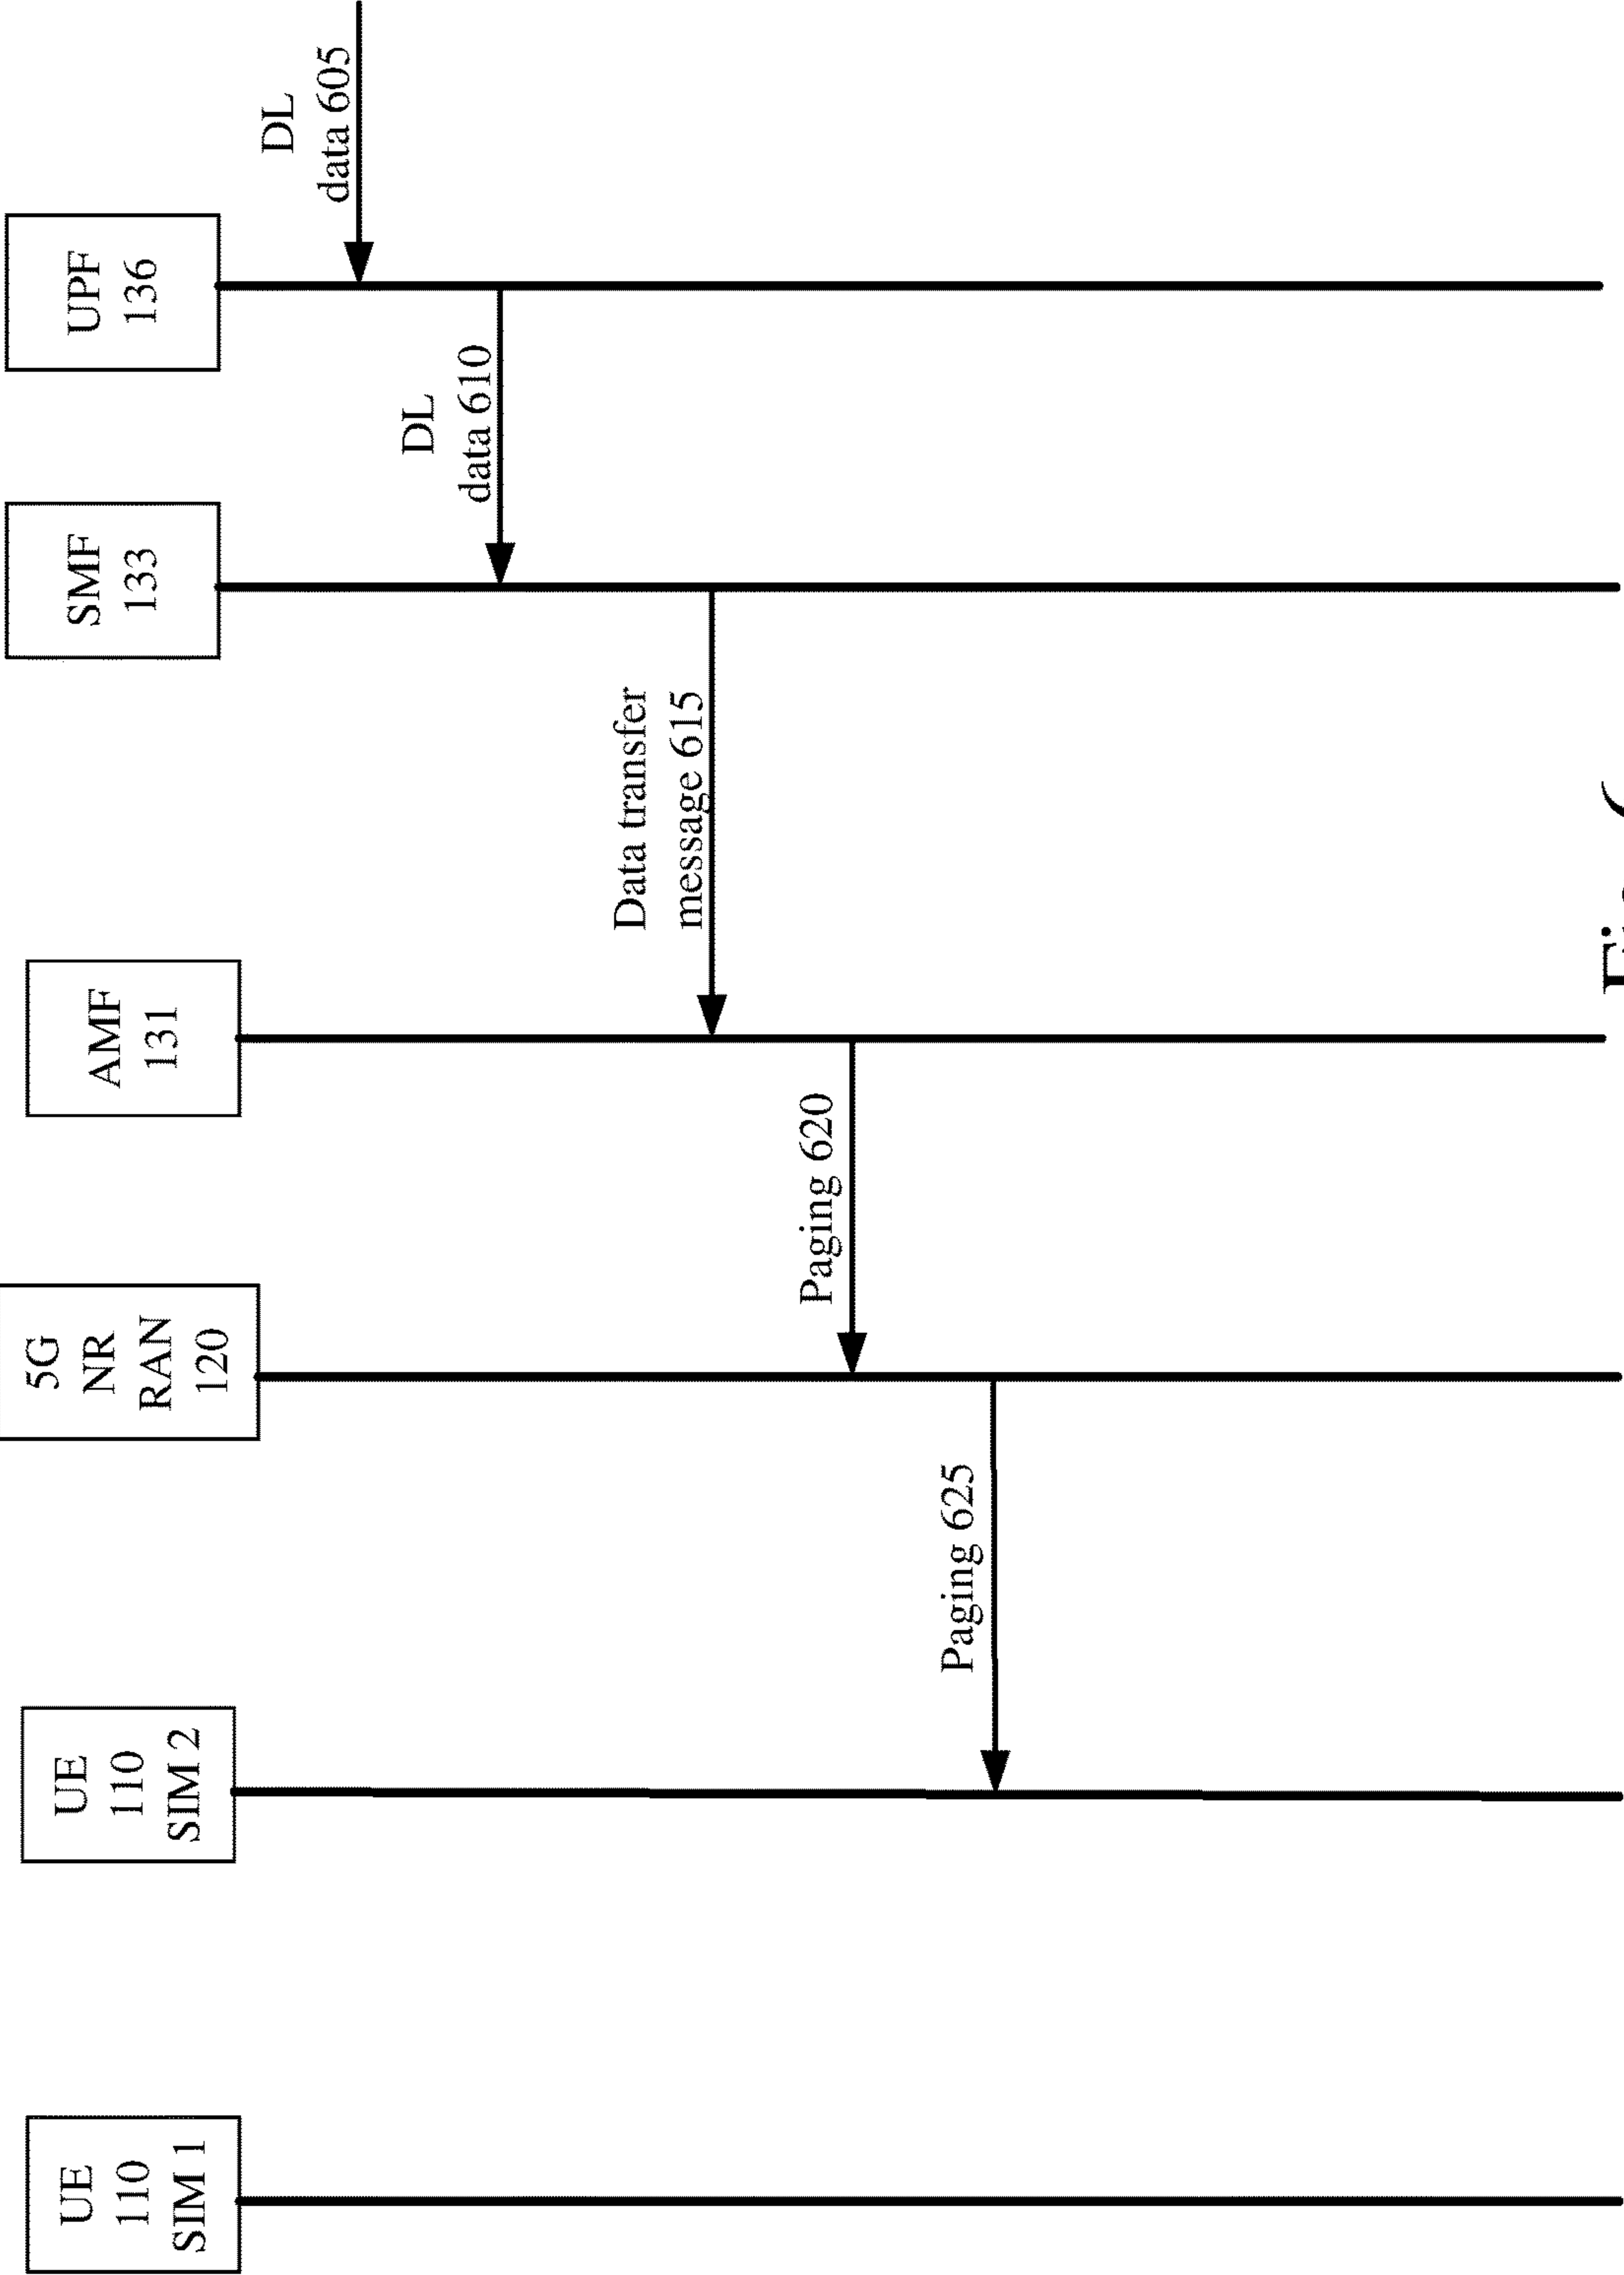 UE
110
SIM 1
UE
110
SIM 2
5G
NR
RAN
120
AMF
131
SMF
133
UPF
136
DL
data 605
DL
data 610
Data transfer
message 615
Paging 620
Paging 625